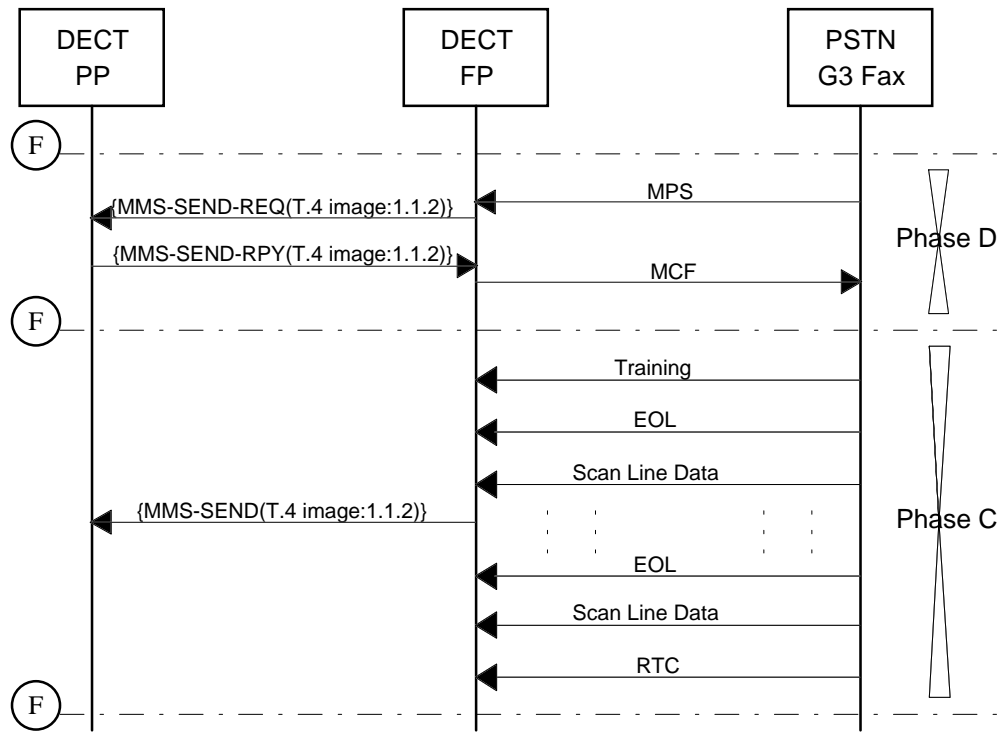 DECT
PP
DECT
FP
PSTN
G3 Fax
F
MPS
{MMS-SEND-REQ(T.4 image:1.1.2)}
Phase D
{MMS-SEND-RPY(T.4 image:1.1.2)}
MCF
F
Training
EOL
Scan Line Data
{MMS-SEND(T.4 image:1.1.2)}
Phase C
EOL
Scan Line Data
RTC
F